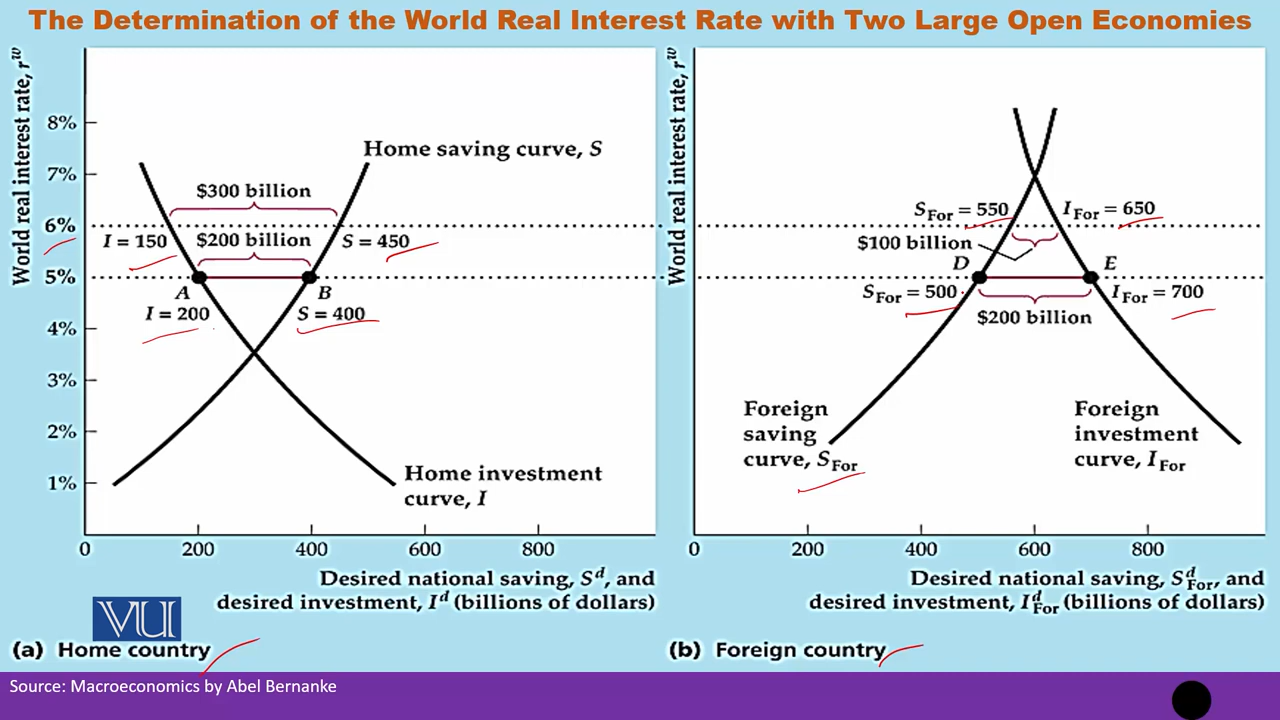 The Determination of the World Real Interest Rate with Two Large Open Economies
World real interest rate, r^w
8%
7%
6%
5%
4%
3%
2%
1%
Home saving curve, S
$300 billion
I = 150
$200 billion
S = 450
A
B
I = 200
S = 400
Home investment
curve, I
0
200
400
600
800
Desired national saving, S^d, and
desired investment, I^d (billions of dollars)
VU
(a) Home country
World real interest rate, r^w
S_For = 550
I_For = 650
$100 billion
D
E
S_For = 500
I_For = 700
$200 billion
Foreign
saving
curve, S_For
Foreign
investment
curve, I_For
0
200
400
600
800
Desired national saving, S^d_For, and
desired investment, I^d_For (billions of dollars)
(b) Foreign country
Source: Macroeconomics by Abel Bernanke